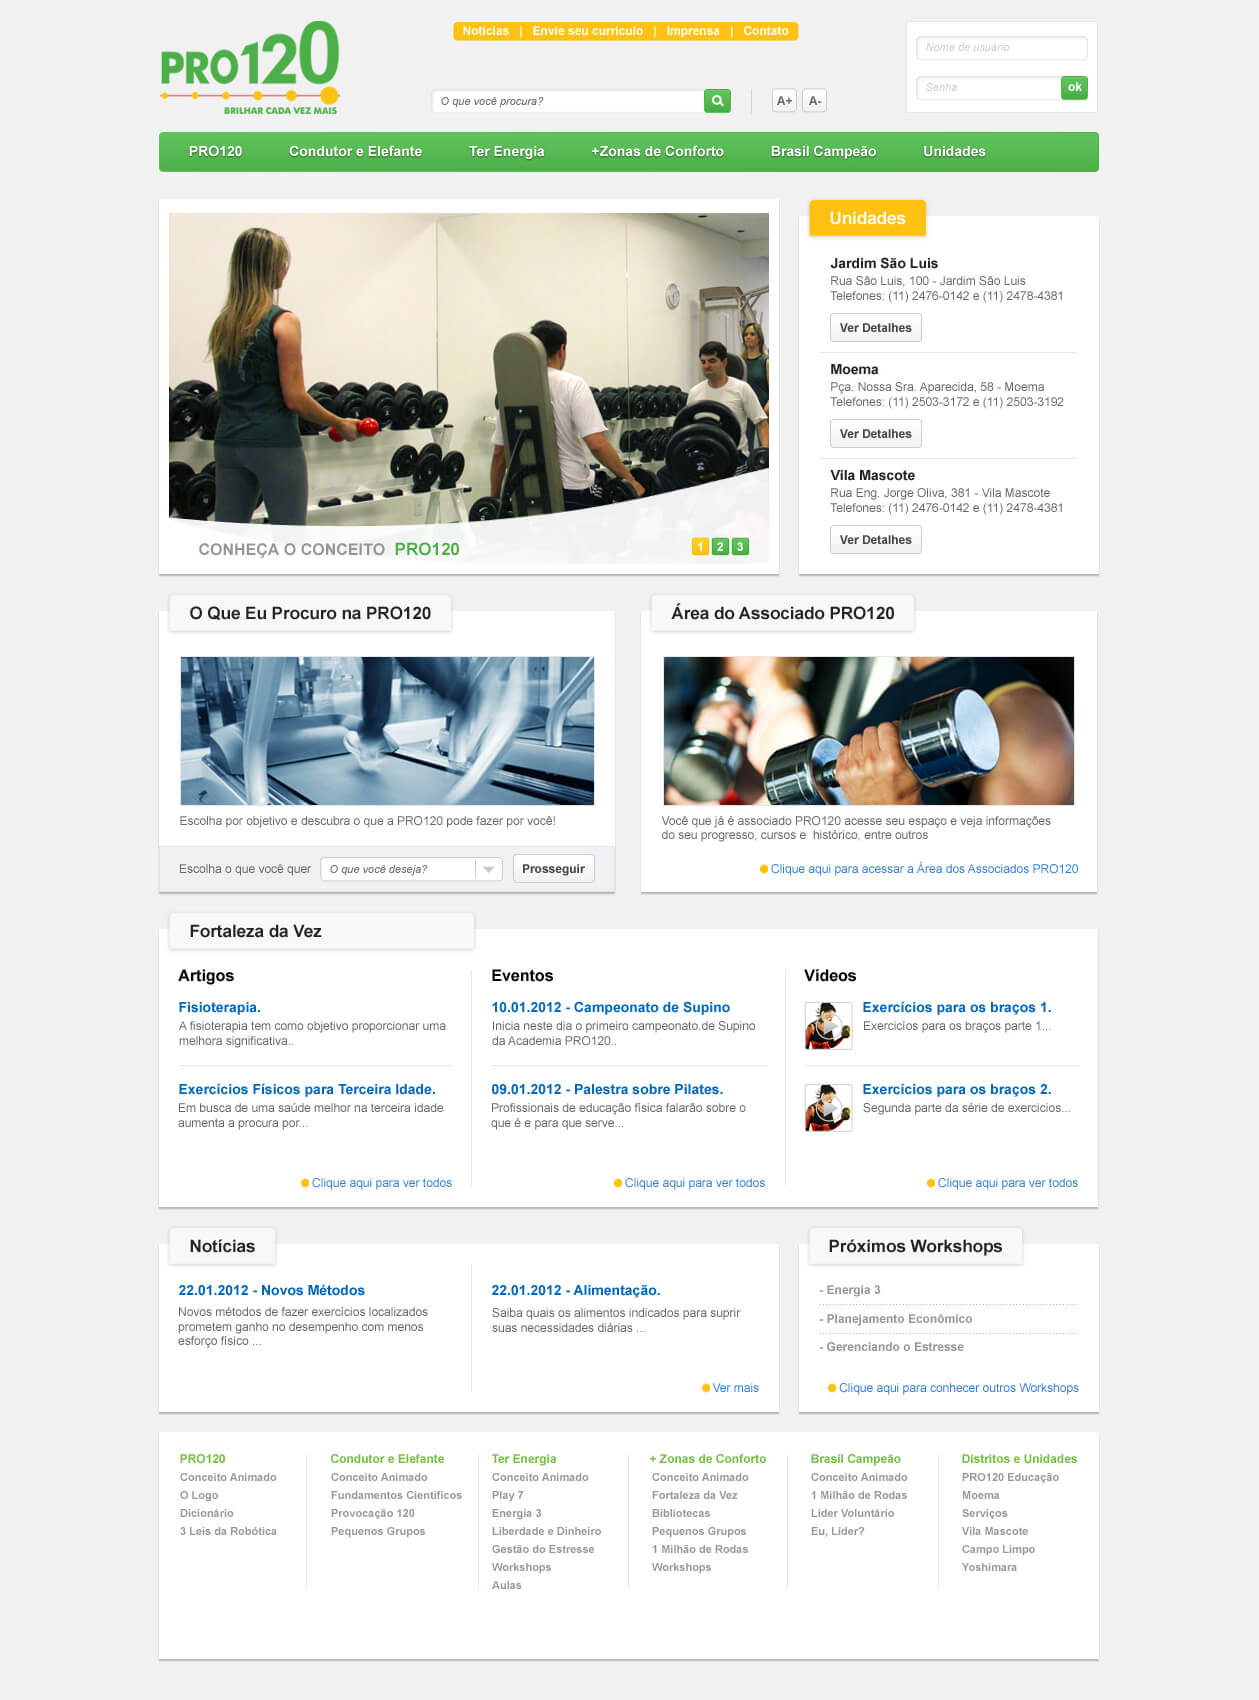 PRO120
BRILHAR CADA VEZ MAIS
Notícias | Envie seu curriculo | Imprensa | Contato
O que você procura?
A+ A-
Nome de usuário
Senha
ok
PRO120 Condutor e Elefante Ter Energia +Zonas de Conforto Brasil Campeão Unidades
CONHEÇA O CONCEITO PRO120
1 2 3
Unidades
Jardim São Luis
Rua São Luis, 100 - Jardim São Luis
Telefones: (11) 2476-0142 e (11) 2478-4381
Ver Detalhes
Moema
Pça. Nossa Sra. Aparecida, 58 - Moema
Telefones: (11) 2503-3172 e (11) 2503-3192
Ver Detalhes
Vila Mascote
Rua Eng. Jorge Oliva, 381 - Vila Mascote
Telefones: (11) 2476-0142 e (11) 2478-4381
Ver Detalhes
O Que Eu Procuro na PRO120
Escolha por objetivo e descubra o que a PRO120 pode fazer por você!
Escolha o que você quer
O que você deseja?
Prosseguir
Área do Associado PRO120
Você que já é associado PRO120 acesse seu espaço e veja informações
do seu progresso, cursos e histórico, entre outros
Clique aqui para acessar a Área dos Associados PRO120
Fortaleza da Vez
Artigos
Fisioterapia.
A fisioterapia tem como objetivo proporcionar uma
melhora significativa..
Exercícios Físicos para Terceira Idade.
Em busca de uma saúde melhor na terceira idade
aumenta a procura por...
Clique aqui para ver todos
Eventos
10.01.2012 - Campeonato de Supino
Inicia neste dia o primeiro campeonato de Supino
da Academia PRO120..
09.01.2012 - Palestra sobre Pilates.
Profissionais de educação física falarão sobre o
que é e para que serve...
Clique aqui para ver todos
Vídeos
Exercícios para os braços 1.
Exercicíos para os braços parte 1...
Exercícios para os braços 2.
Segunda parte da série de exercicios...
Clique aqui para ver todos
Notícias
22.01.2012 - Novos Métodos
Novos métodos de fazer exercícios localizados
prometem ganho no desempenho com menos
esforço físico ...
22.01.2012 - Alimentação.
Saiba quais os alimentos indicados para suprir
suas necessidades diárias ...
Ver mais
Próximos Workshops
- Energia 3
- Planejamento Econômico
- Gerenciando o Estresse
Clique aqui para conhecer outros Workshops
PRO120
Conceito Animado
O Logo
Dicionário
3 Leis da Robótica
Condutor e Elefante
Conceito Animado
Fundamentos Cientificos
Provocação 120
Pequenos Grupos
Ter Energia
Conceito Animado
Play 7
Energia 3
Liberdade e Dinheiro
Gestão do Estresse
Workshops
Aulas
+ Zonas de Conforto
Conceito Animado
Fortaleza da Vez
Bibliotecas
Pequenos Grupos
1 Milhão de Rodas
Workshops
Brasil Campeão
Conceito Animado
1 Milhão de Rodas
Lider Voluntário
Eu, Líder?
Distritos e Unidades
PRO120 Educação
Moema
Serviços
Vila Mascote
Campo Limpo
Yoshimara